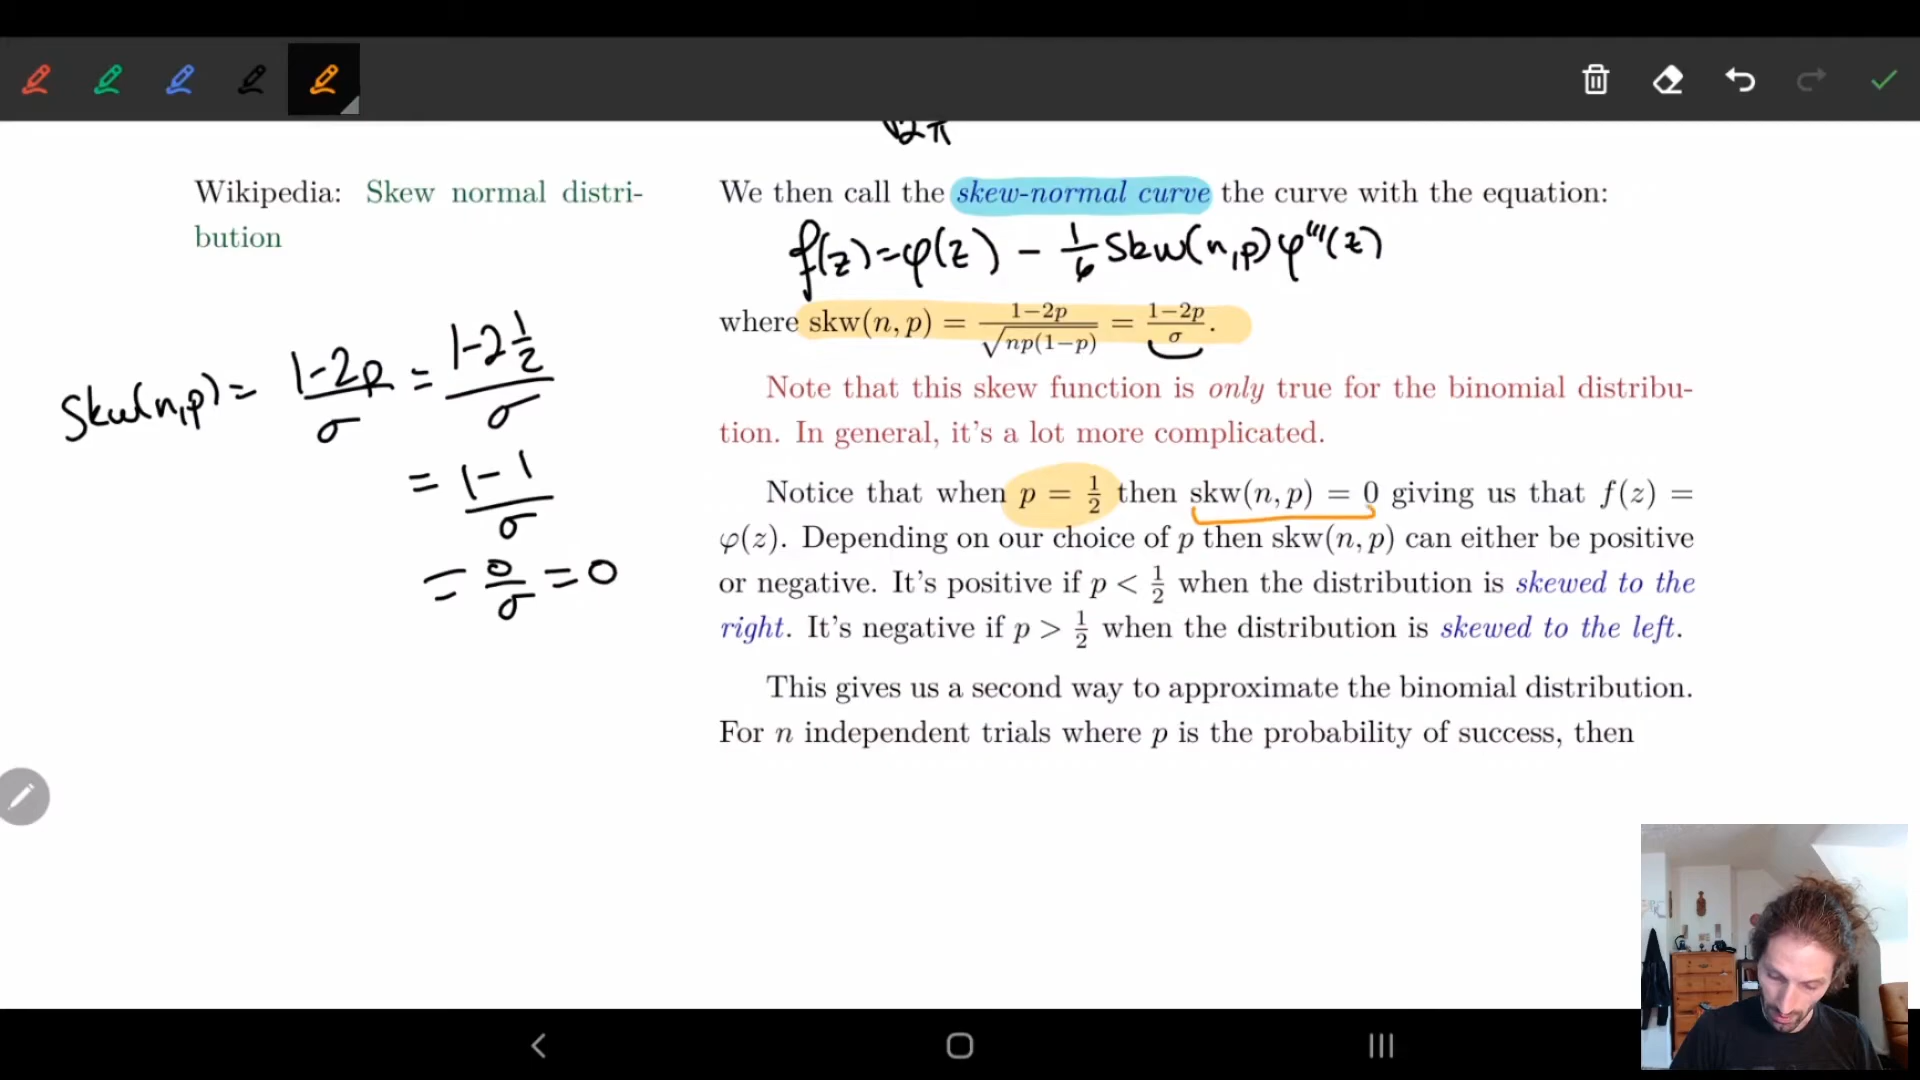 √2π
Wikipedia: Skew normal distri-
bution
We then call the skew-normal curve the curve with the equation:
f(z)=φ(z) - 1/6 Skw(n,p)φ'''(z)
where skw(n, p) = 1−2p/√np(1−p) = 1−2p/σ.
Skw(n,p) = 1-2p/σ = 1-2 1/2/σ
= 1-1/σ
= 0/σ = 0
Note that this skew function is only true for the binomial distribu-
tion. In general, it's a lot more complicated.
Notice that when p = 1/2 then skw(n, p) = 0 giving us that f(z) =
φ(z). Depending on our choice of p then skw(n, p) can either be positive
or negative. It's positive if p < 1/2 when the distribution is skewed to the
right. It's negative if p > 1/2 when the distribution is skewed to the left.
This gives us a second way to approximate the binomial distribution.
For n independent trials where p is the probability of success, then